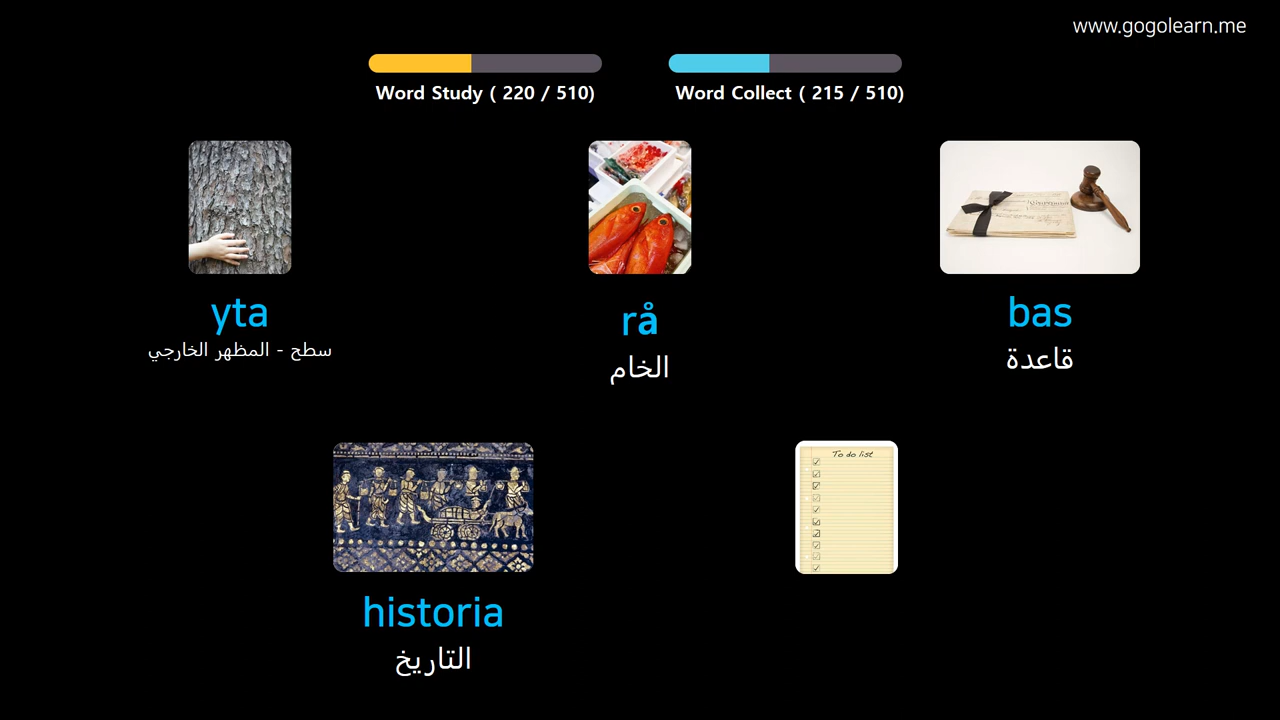 www.gogolearn.me
Word Study ( 220 / 510)
Word Collect ( 215 / 510)
yta
سطح - المظهر الخارجي
rå
الخام
bas
قاعدة
To do list
historia
التاريخ